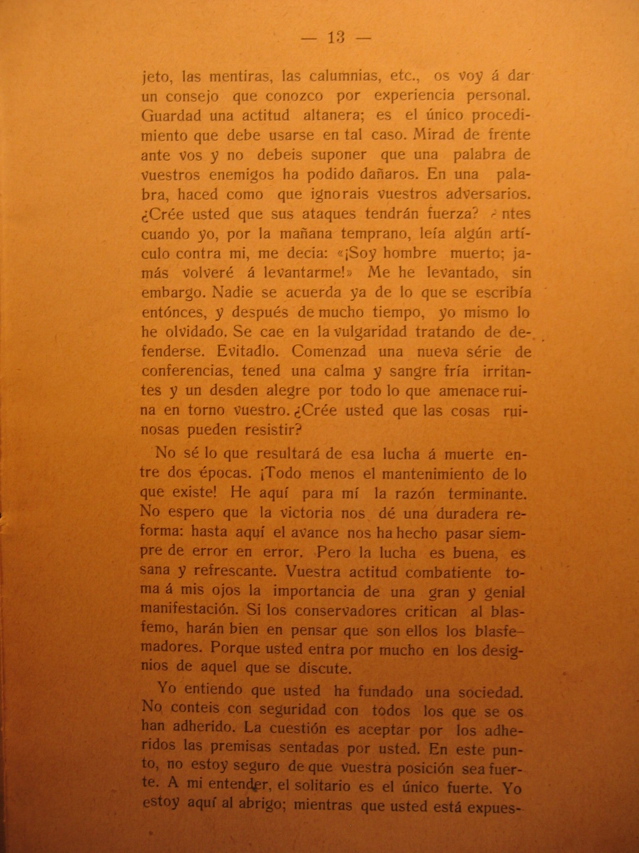 — 13 —
jeto, las mentiras, las calumnias, etc., os voy á dar
un consejo que conozco por experiencia personal.
Guardad una actitud altanera; es el único procedi-
miento que debe usarse en tal caso. Mirad de frente
ante vos y no debeis suponer que una palabra de
vuestros enemigos ha podido dañaros. En una pala-
bra, haced como que ignorais vuestros adversarios.
¿Crée usted que sus ataques tendrán fuerza? ntes
cuando yo, por la mañana temprano, leía algún artí-
culo contra mi, me decia: «¡Soy hombre muerto; ja-
más volveré á levantarme!» Me he levantado, sin
embargo. Nadie se acuerda ya de lo que se escribía
entónces, y después de mucho tiempo, yo mismo lo
he olvidado. Se cae en la vulgaridad tratando de de-
fenderse. Evitadlo. Comenzad una nueva série de
conferencias, tened una calma y sangre fría irritan-
tes y un desden alegre por todo lo que amenace rui-
na en torno vuestro. ¿Crée usted que las cosas rui-
nosas pueden resistir?
No sé lo que resultará de esa lucha á muerte en-
tre dos épocas. ¡Todo menos el mantenimiento de lo
que existe! He aquí para mí la razón terminante.
No espero que la victoria nos dé una duradera re-
forma: hasta aquí el avance nos ha hecho pasar siem-
pre de error en error. Pero la lucha es buena, es
sana y refrescante. Vuestra actitud combatiente to-
ma á mis ojos la importancia de una gran y genial
manifestación. Si los conservadores critican al blas-
femo, harán bien en pensar que son ellos los blasfe-
madores. Porque usted entra por mucho en los desig-
nios de aquel que se discute.
Yo entiendo que usted ha fundado una sociedad.
No conteis con seguridad con todos los que se os
han adherido. La cuestión es aceptar por los adhe-
ridos las premisas sentadas por usted. En este pun-
to, no estoy seguro de que vuestra posición sea fuer-
te. A mi entender, el solitario es el único fuerte. Yo
estoy aquí al abrigo; mientras que usted está expues-